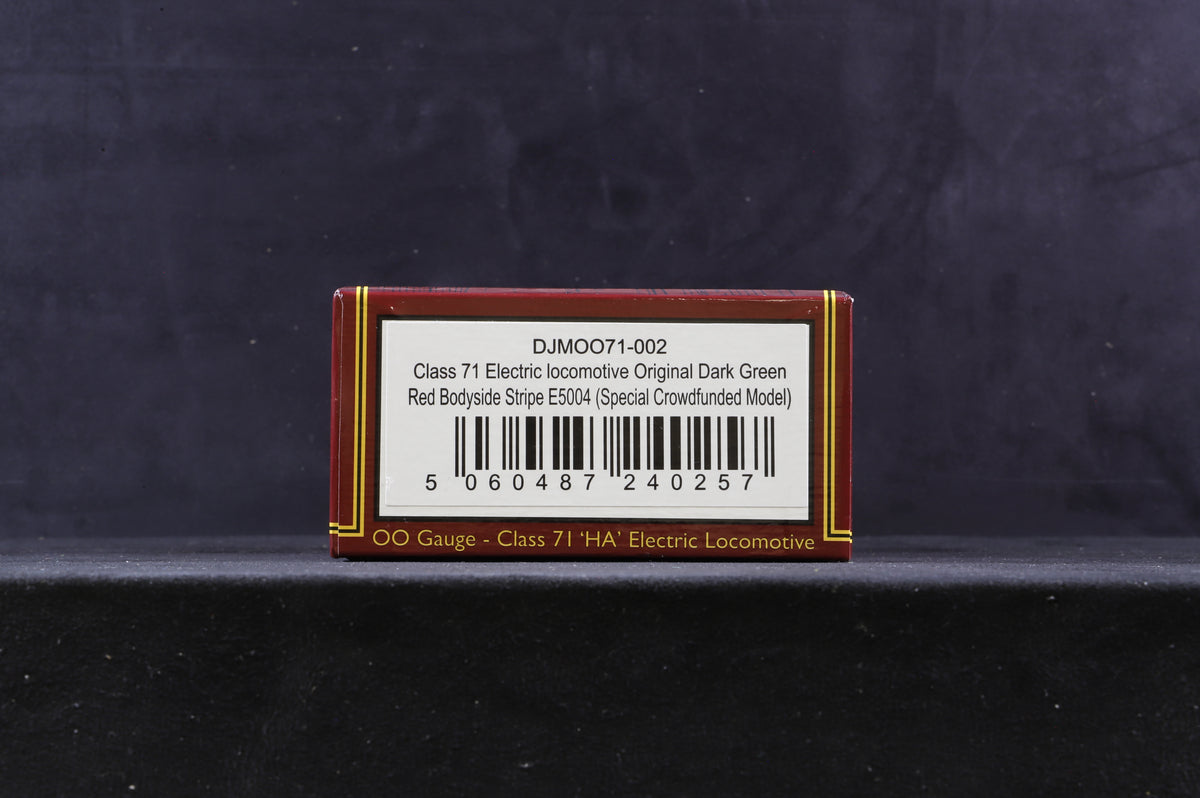 DJMOO71-002
Class 71 Electric locomotive Original Dark Green
Red Bodyside Stripe E5004 (Special Crowdfunded Model)
5 060487 240257
OO Gauge - Class 71 ‘HA’ Electric Locomotive